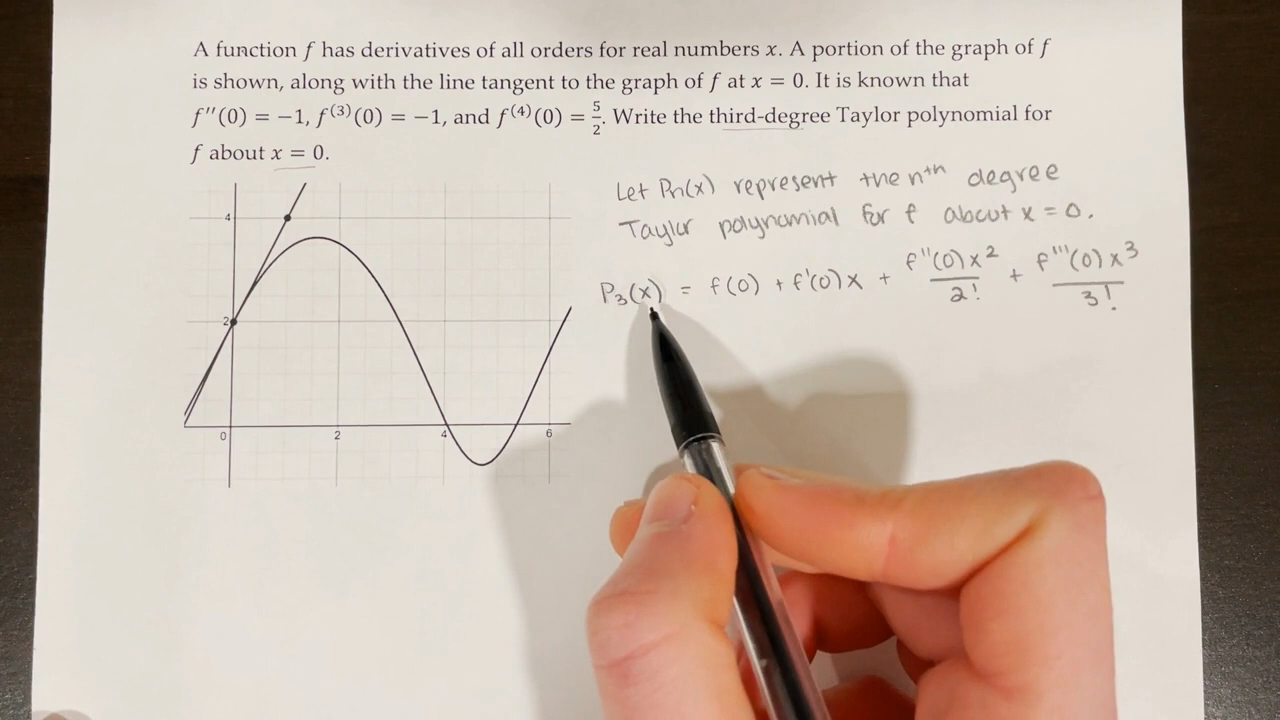 A function f has derivatives of all orders for real numbers x. A portion of the graph of f
is shown, along with the line tangent to the graph of f at x = 0. It is known that
f''(0) = −1, f⁽³⁾(0) = −1, and f⁽⁴⁾(0) = 5/2. Write the third-degree Taylor polynomial for
f about x = 0.
Let Pn(x) represent the nth degree
Taylor polynomial for f about x = 0.
P₃(x) = f(0) + f'(0)x + f''(0)x²/2! + f'''(0)x³/3!
4
2
0 2 4 6